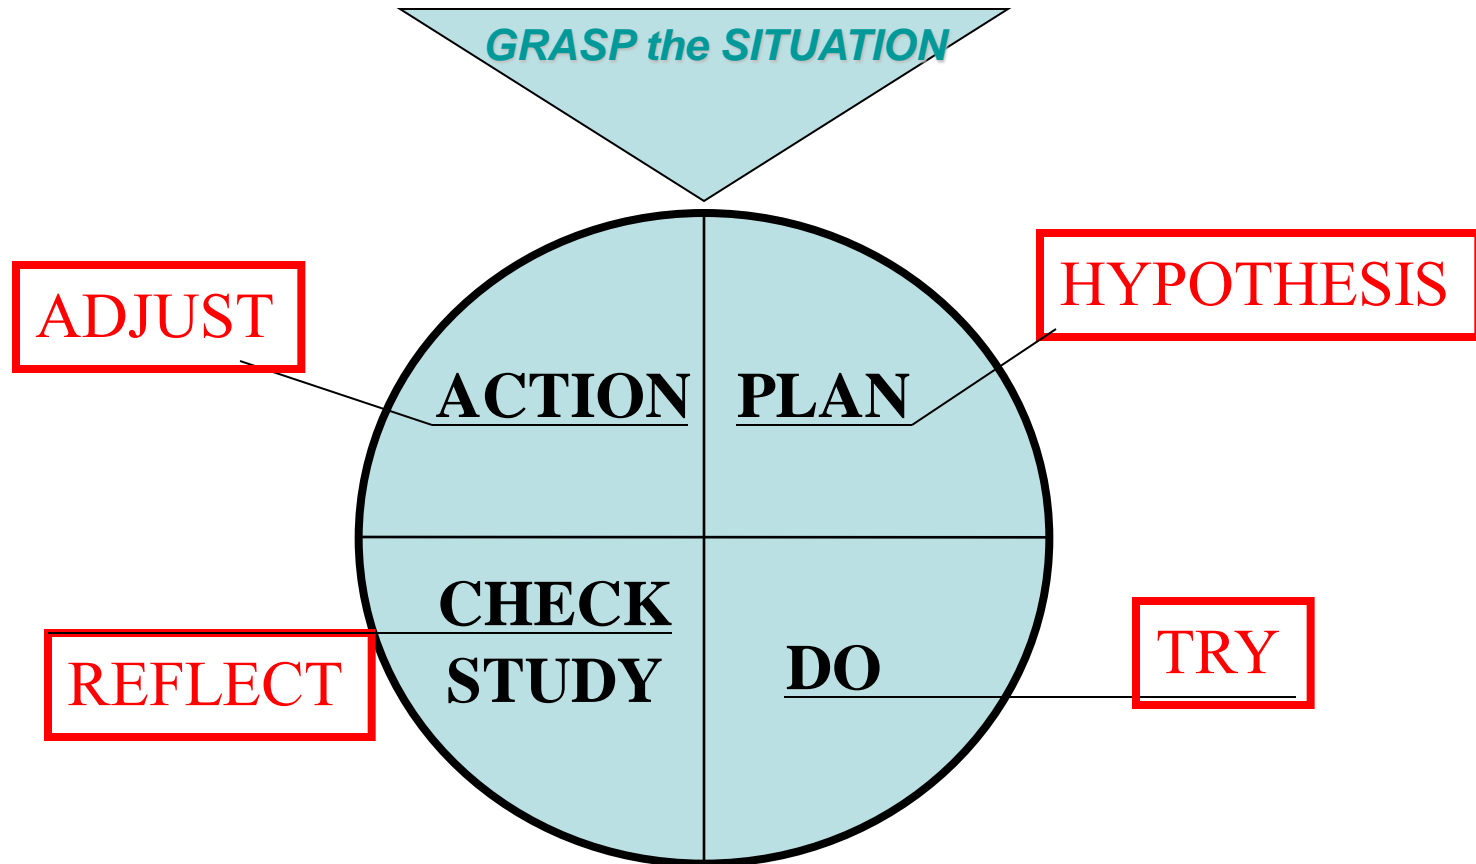 GRASP the SITUATION
ADJUST
HYPOTHESIS
ACTION
PLAN
CHECK
STUDY
DO
REFLECT
TRY